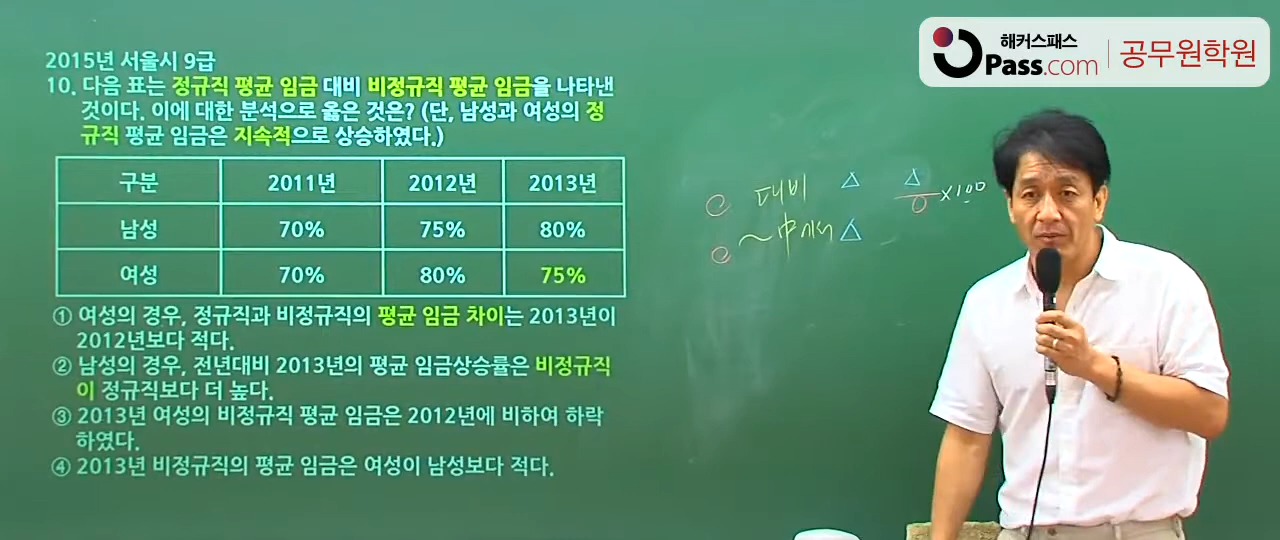 해커스패스
Pass.com
공무원학원
2015년 서울시 9급
10. 다음 표는 정규직 평균 임금 대비 비정규직 평균 임금을 나타낸
것이다. 이에 대한 분석으로 옳은 것은? (단, 남성과 여성의 정
규직 평균 임금은 지속적으로 상승하였다.)
구분 2011년 2012년 2013년
남성 70% 75% 80%
여성 70% 80% 75%
① 여성의 경우, 정규직과 비정규직의 평균 임금 차이는 2013년이
2012년보다 적다.
② 남성의 경우, 전년대비 2013년의 평균 임금상승률은 비정규직
이 정규직보다 더 높다.
③ 2013년 여성의 비정규직 평균 임금은 2012년에 비하여 하락
하였다.
④ 2013년 비정규직의 평균 임금은 여성이 남성보다 적다.
대비 △ △/○ ×100
~中에서 △